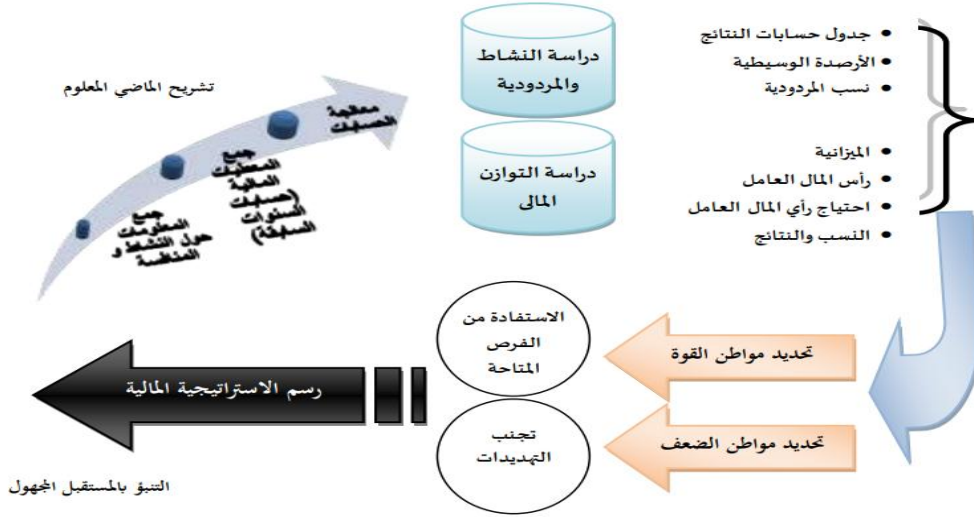 تشريح الماضي المعلوم
جمع
المعلومات
حول النشاط و
المنافسة
جمع
المعطيات
المالية
(حسابات
السنوات
السابقة)
معالجة
الحسابات
دراسة النشاط
والمردودية
دراسة التوازن
المالي
• جدول حسابات النتائج
• الأرصدة الوسيطية
• نسب المردودية
• الميزانية
• رأس المال العامل
• احتياج رأي المال العامل
• النسب والنتائج
تحديد مواطن القوة
تحديد مواطن الضعف
الاستفادة من
الفرص
المتاحة
تجنب
التهديدات
رسم الاستراتيجية المالية
التنبؤ بالمستقبل المجهول